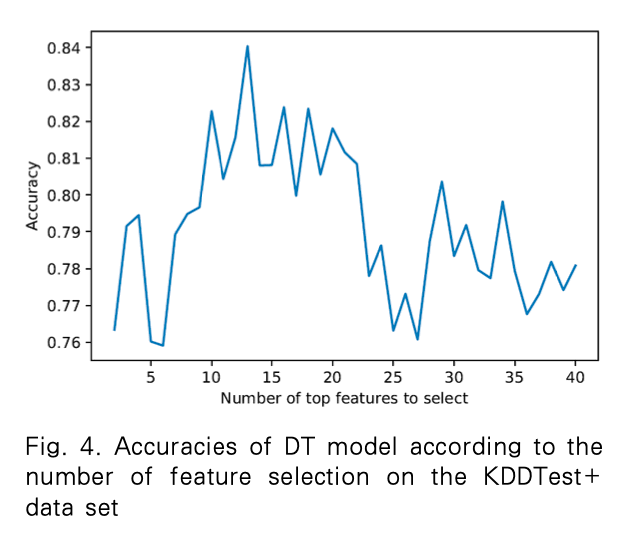 0.84
0.83
0.82
0.81
0.80
0.79
0.78
0.77
0.76
Accuracy
5 10 15 20 25 30 35 40
Number of top features to select
Fig. 4. Accuracies of DT model according to the
number of feature selection on the KDDTest+
data set